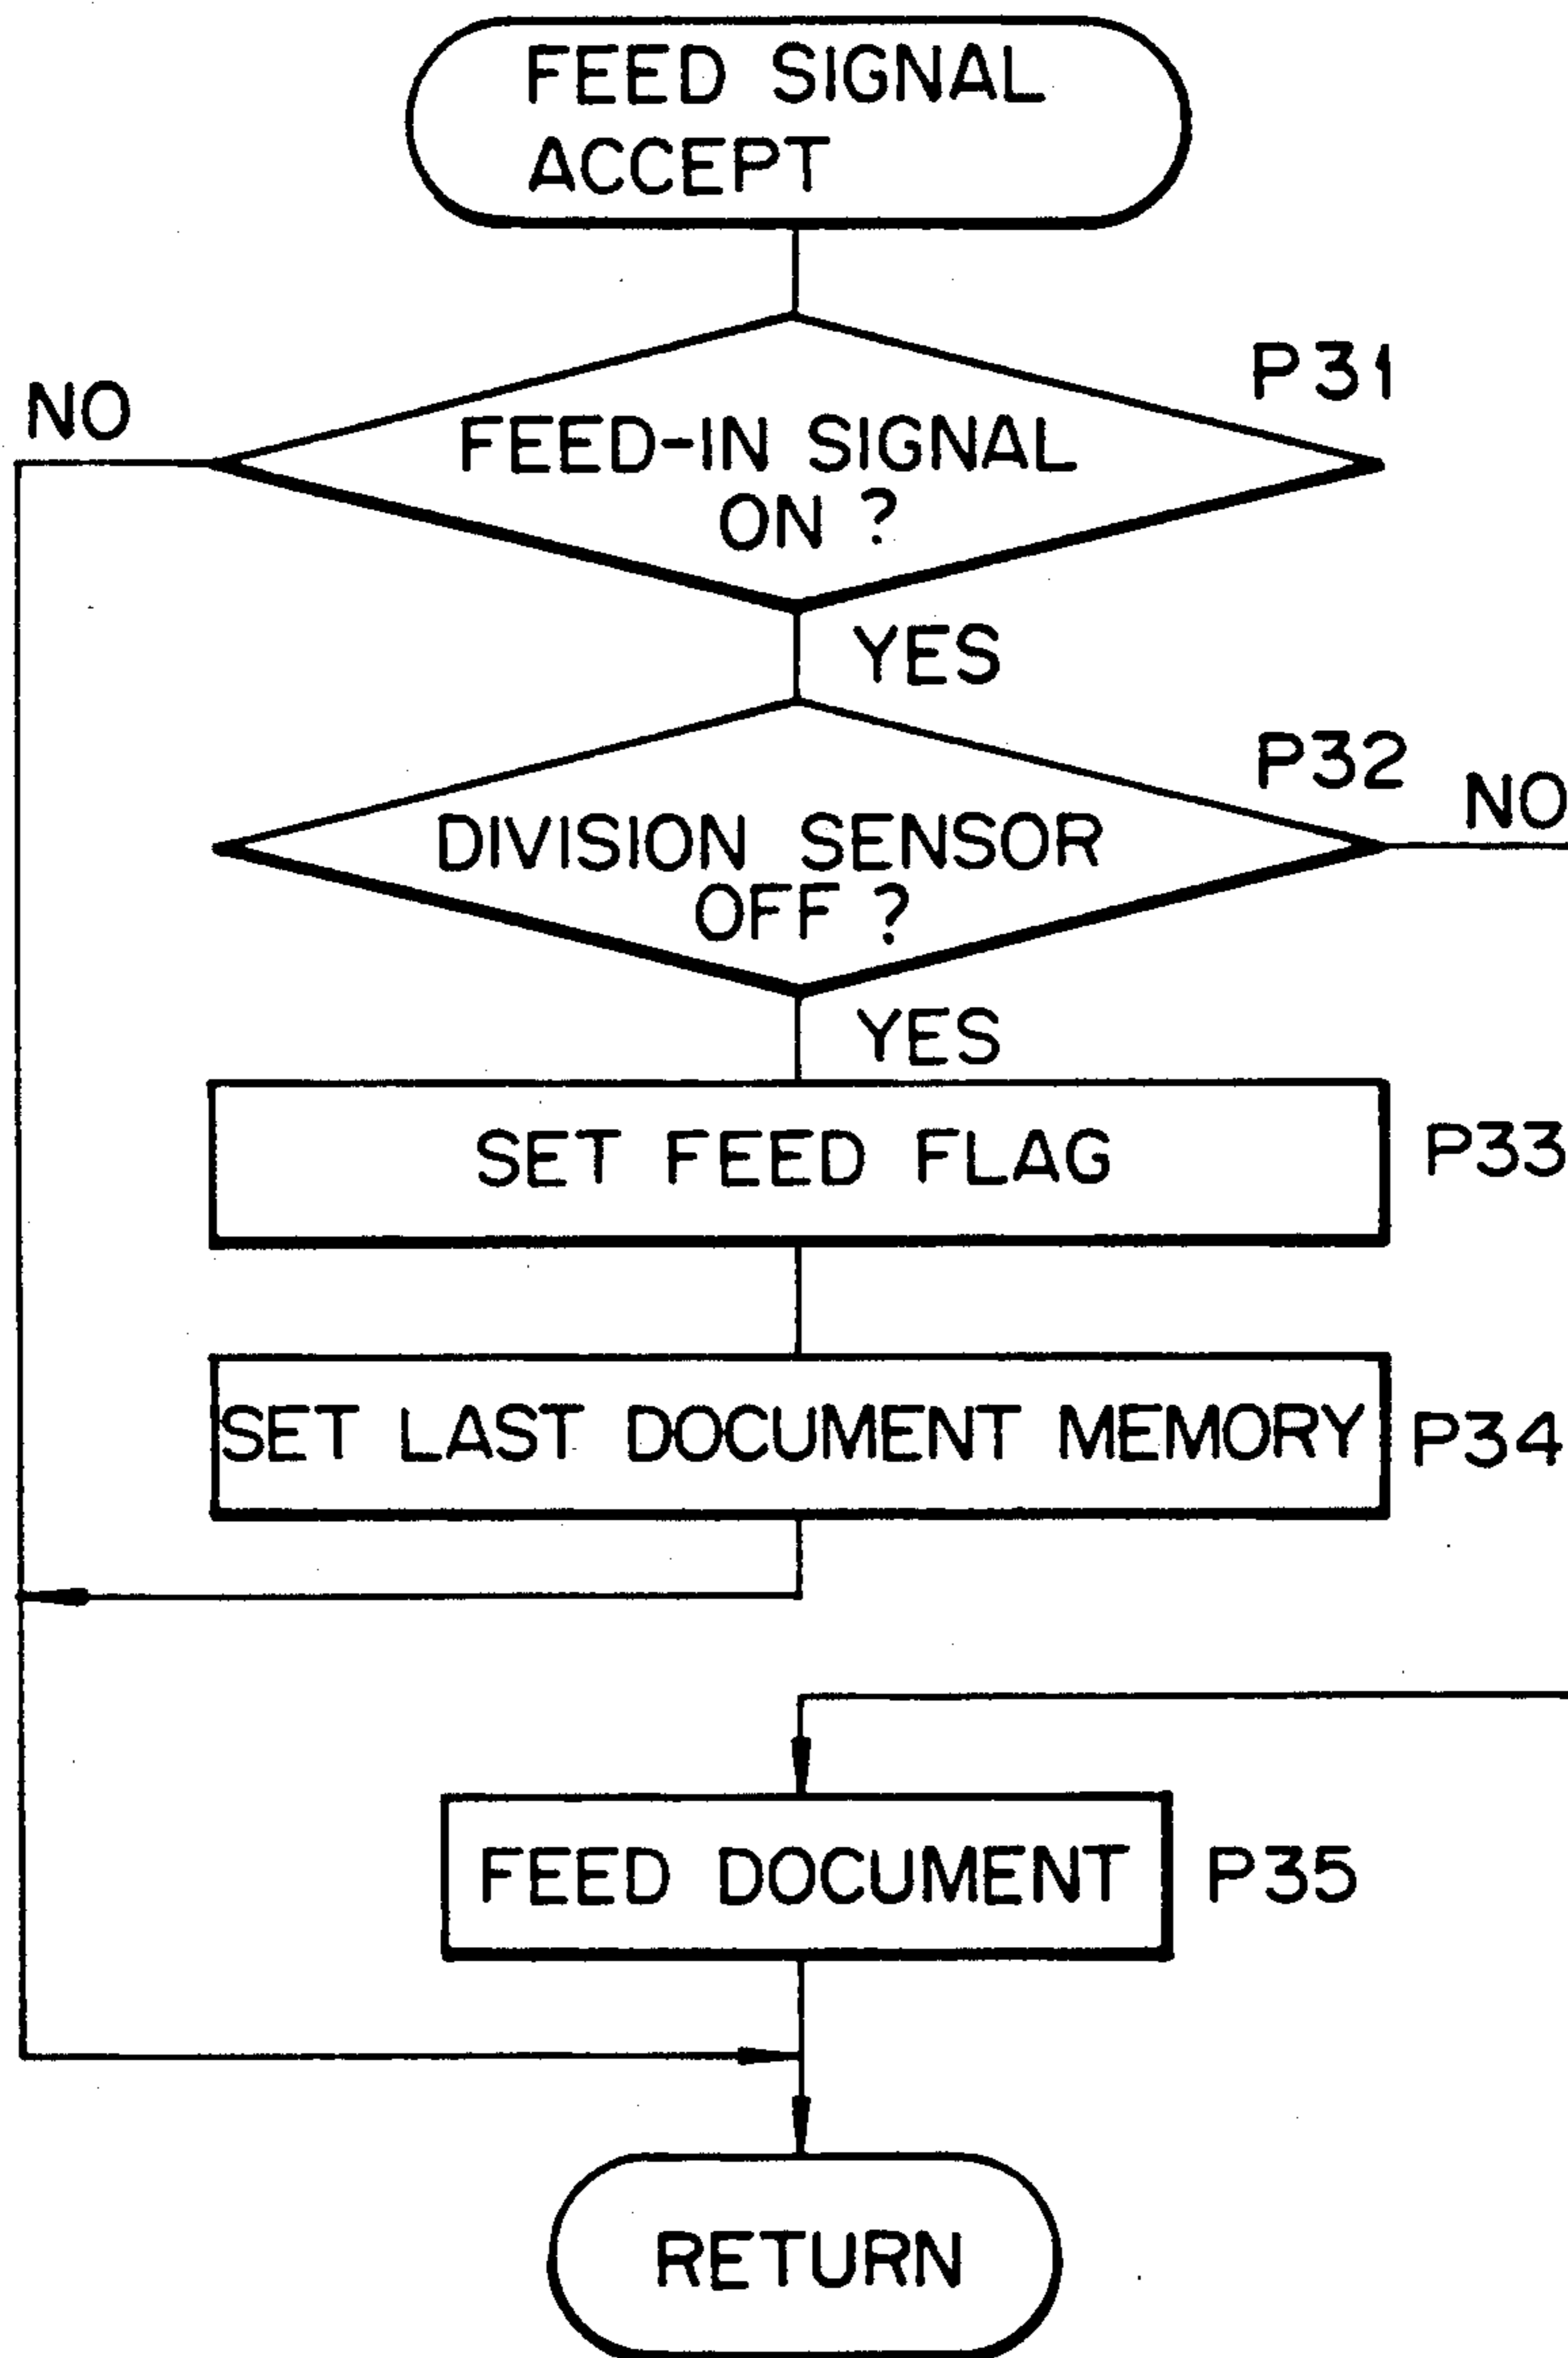 FEED SIGNAL
ACCEPT
P31
NO
FEED-IN SIGNAL
ON ?
YES
P32
NO
DIVISION SENSOR
OFF ?
YES
SET FEED FLAG
P33
SET LAST DOCUMENT MEMORY
P34
FEED DOCUMENT
P35
RETURN